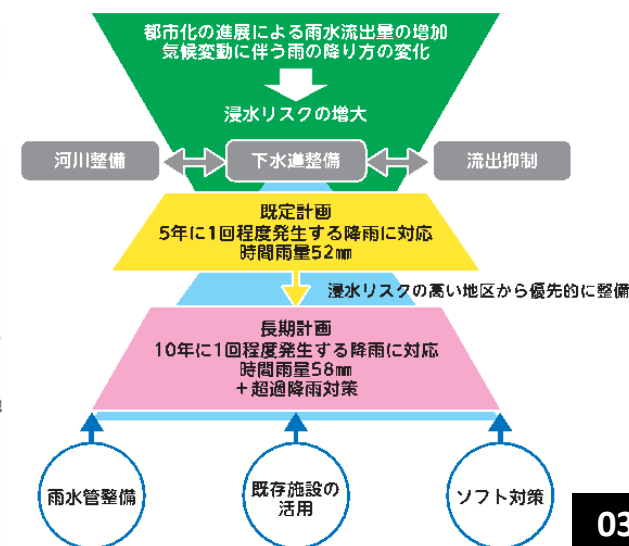 都市化の進展による雨水流出量の増加
気候変動に伴う雨の降り方の変化
浸水リスクの増大
河川整備
下水道整備
流出抑制
既定計画
5年に1回程度発生する降雨に対応
時間雨量52㎜
浸水リスクの高い地区から優先的に整備
長期計画
10年に1回程度発生する降雨に対応
時間雨量58㎜
＋超過降雨対策
雨水管整備
既存施設の
活用
ソフト対策
03